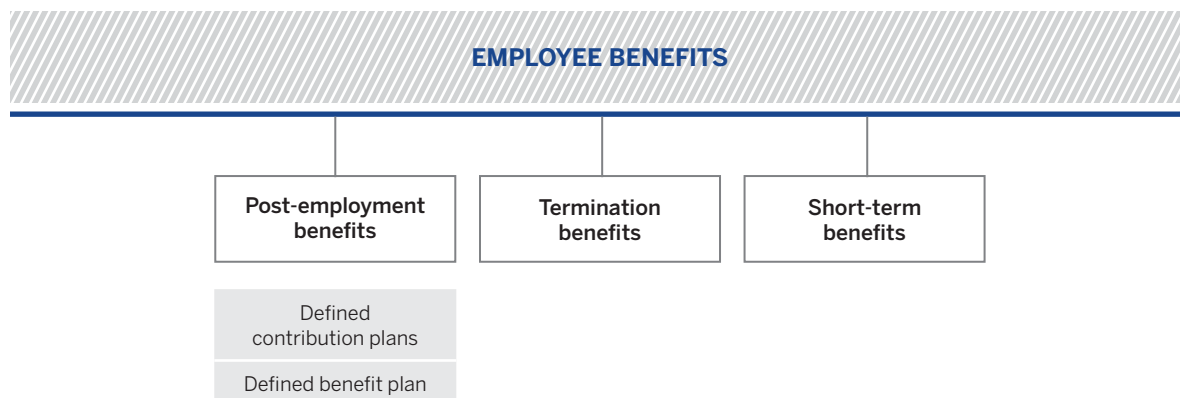 EMPLOYEE BENEFITS
Post-employment
benefits
Termination
benefits
Short-term
benefits
Defined
contribution plans
Defined benefit plan